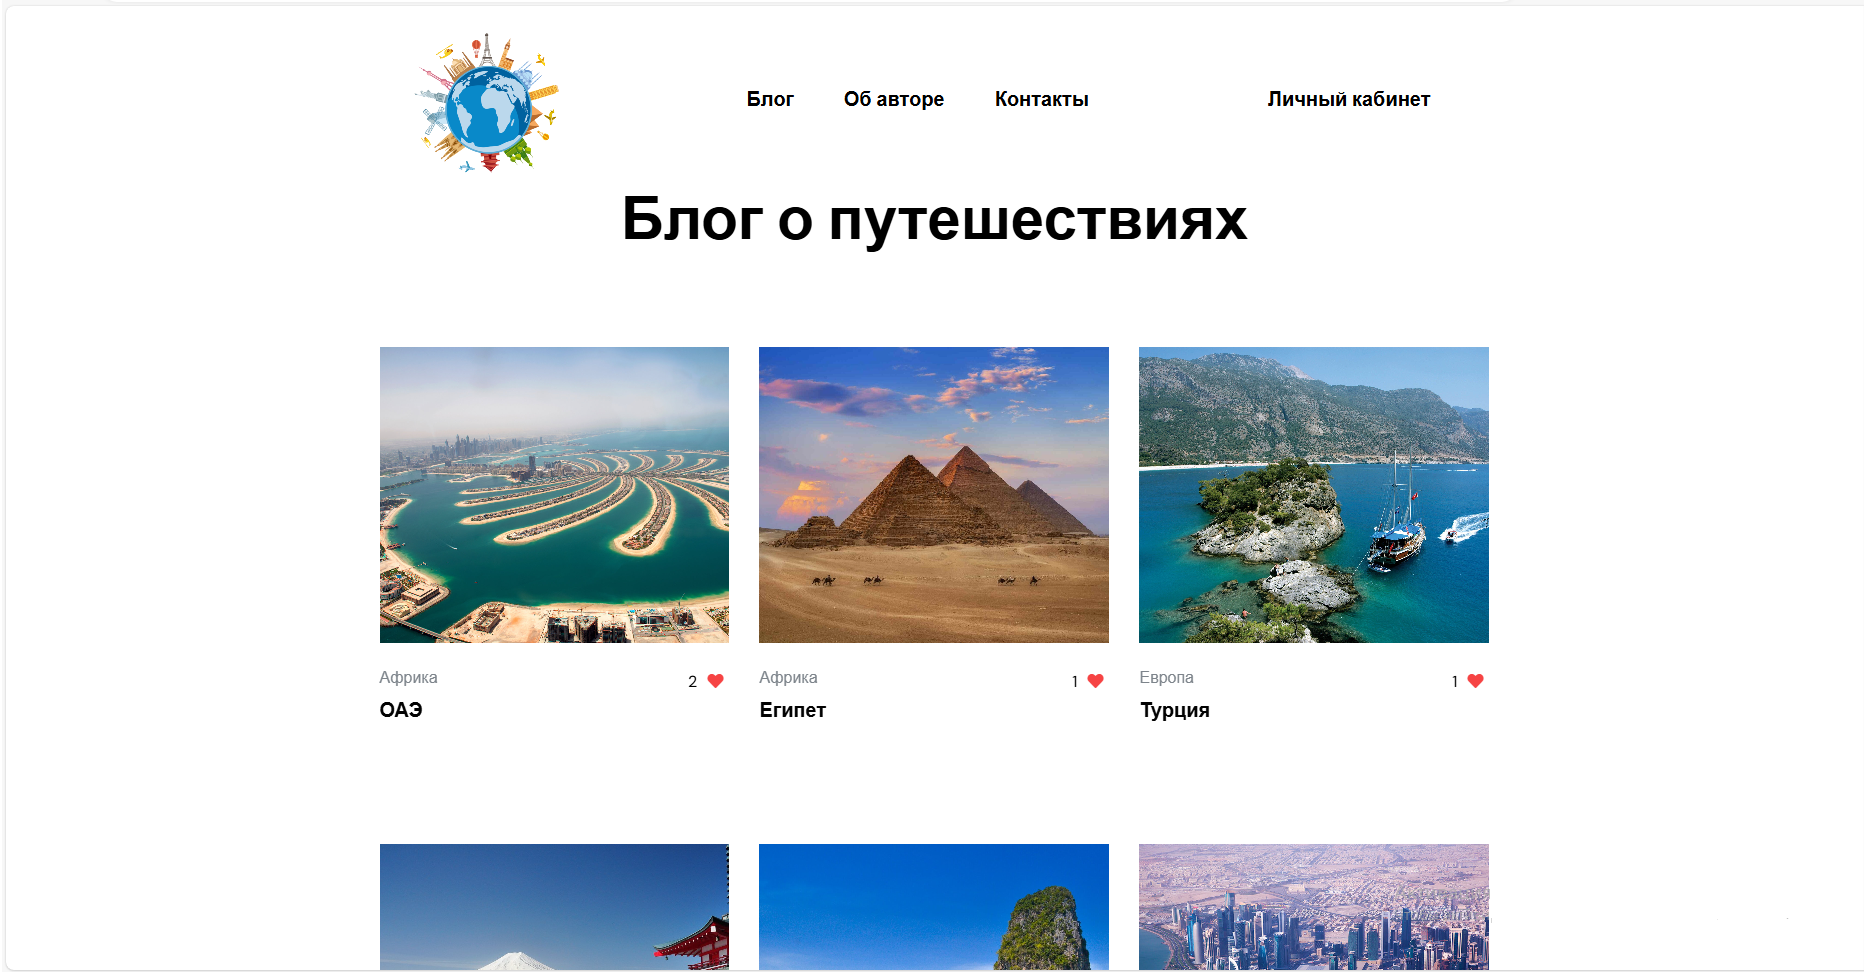 Блог
Об авторе
Контакты
Личный кабинет
Блог о путешествиях
Африка
2
ОАЭ
Африка
1
Египет
Европа
1
Турция